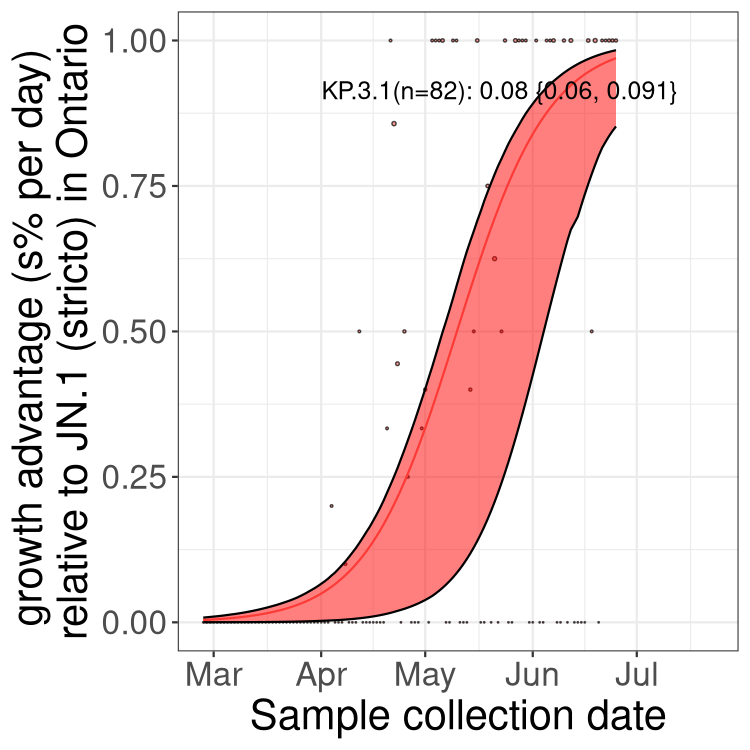 growth advantage (s% per day)
relative to JN.1 (stricto) in Ontario
1.00
0.75
0.50
0.25
0.00
KP.3.1(n=82): 0.08 {0.06, 0.091}
Mar Apr May Jun Jul
Sample collection date